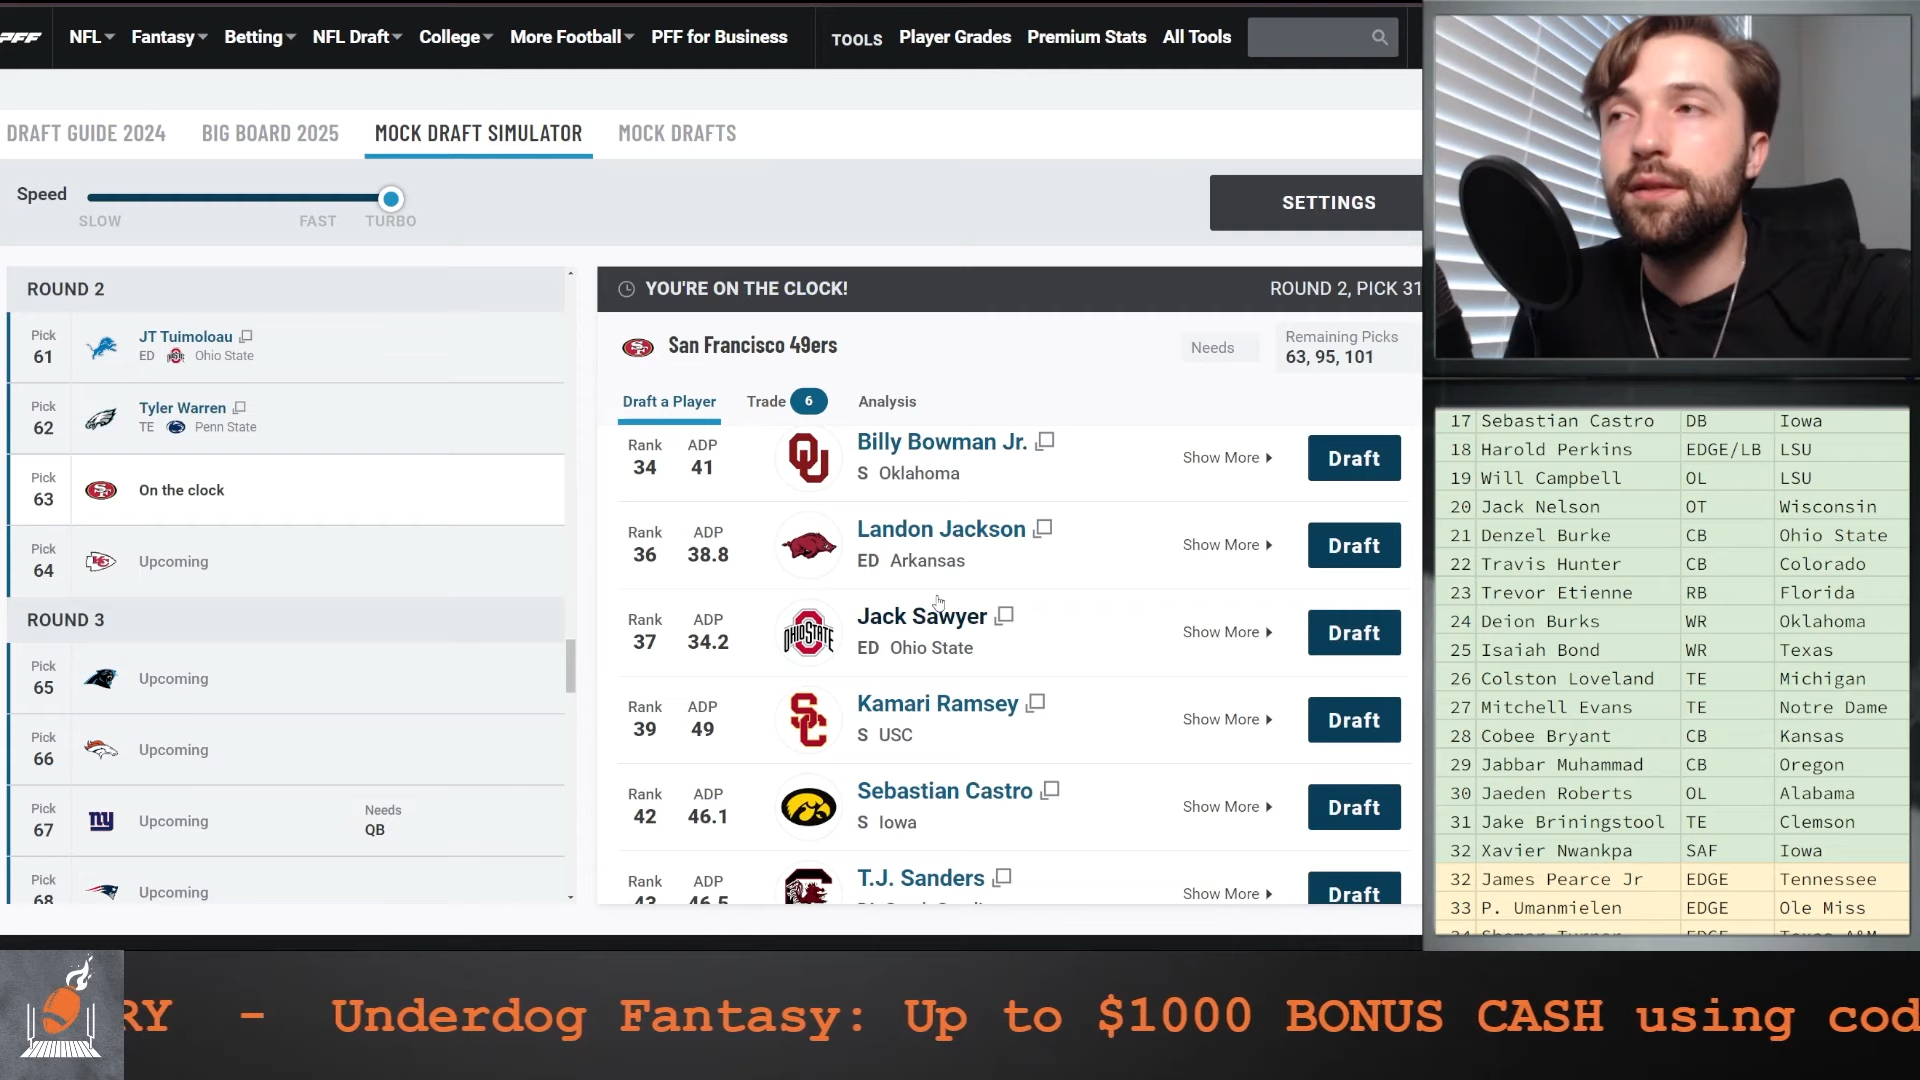 PFF NFL Fantasy Betting NFL Draft College More Football PFF for Business TOOLS Player Grades Premium Stats All Tools
DRAFT GUIDE 2024 BIG BOARD 2025 MOCK DRAFT SIMULATOR MOCK DRAFTS
Speed
SLOW FAST TURBO
SETTINGS
ROUND 2
Pick 61 JT Tuimoloau
ED Ohio State
Pick 62 Tyler Warren
TE Penn State
Pick 63 On the clock
Pick 64 Upcoming
ROUND 3
Pick 65 Upcoming
Pick 66 Upcoming
Pick 67 Upcoming Needs QB
Pick 68 Upcoming
YOU'RE ON THE CLOCK! ROUND 2, PICK 31
San Francisco 49ers Needs
Remaining Picks
63, 95, 101
Draft a Player Trade 6 Analysis
Rank 34 ADP 41 Billy Bowman Jr. Show More Draft
S Oklahoma
Rank 36 ADP 38.8 Landon Jackson Show More Draft
ED Arkansas
Rank 37 ADP 34.2 OHIO STATE Jack Sawyer Show More Draft
ED Ohio State
Rank 39 ADP 49 Kamari Ramsey Show More Draft
S USC
Rank 42 ADP 46.1 Sebastian Castro Show More Draft
S Iowa
Rank 43 ADP 46.5 T.J. Sanders Show More Draft
17 Sebastian Castro DB Iowa
18 Harold Perkins EDGE/LB LSU
19 Will Campbell OL LSU
20 Jack Nelson OT Wisconsin
21 Denzel Burke CB Ohio State
22 Travis Hunter CB Colorado
23 Trevor Etienne RB Florida
24 Deion Burks WR Oklahoma
25 Isaiah Bond WR Texas
26 Colston Loveland TE Michigan
27 Mitchell Evans TE Notre Dame
28 Cobee Bryant CB Kansas
29 Jabbar Muhammad CB Oregon
30 Jaeden Roberts OL Alabama
31 Jake Briningstool TE Clemson
32 Xavier Nwankpa SAF Iowa
32 James Pearce Jr EDGE Tennessee
33 P. Umanmielen EDGE Ole Miss
34 Shemar Turner EDGE Texas A&M
RY - Underdog Fantasy: Up to $1000 BONUS CASH using cod